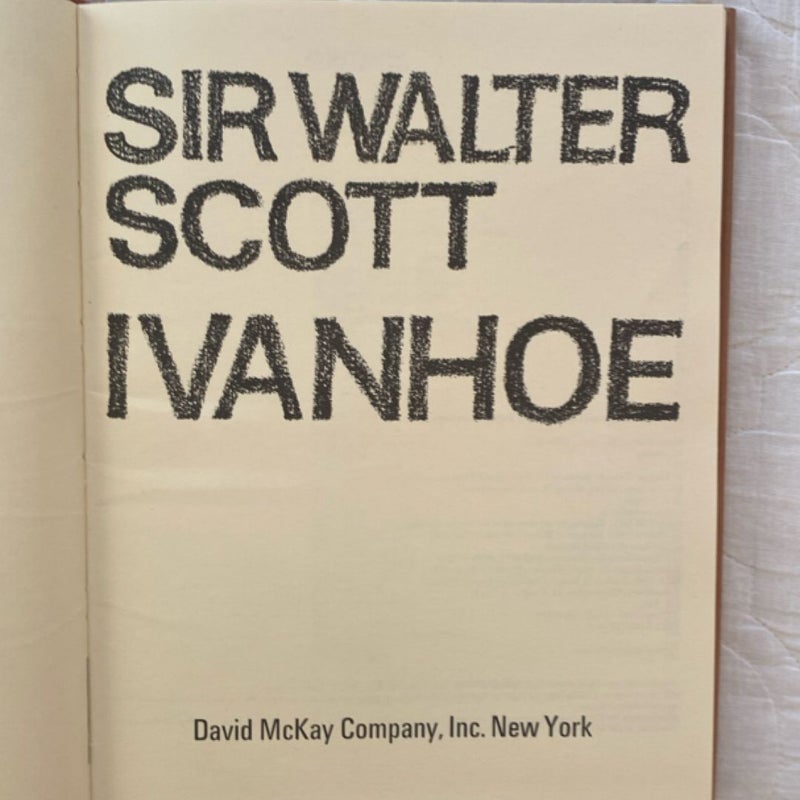 SIR WALTER
SCOTT
IVANHOE
David McKay Company, Inc. New York